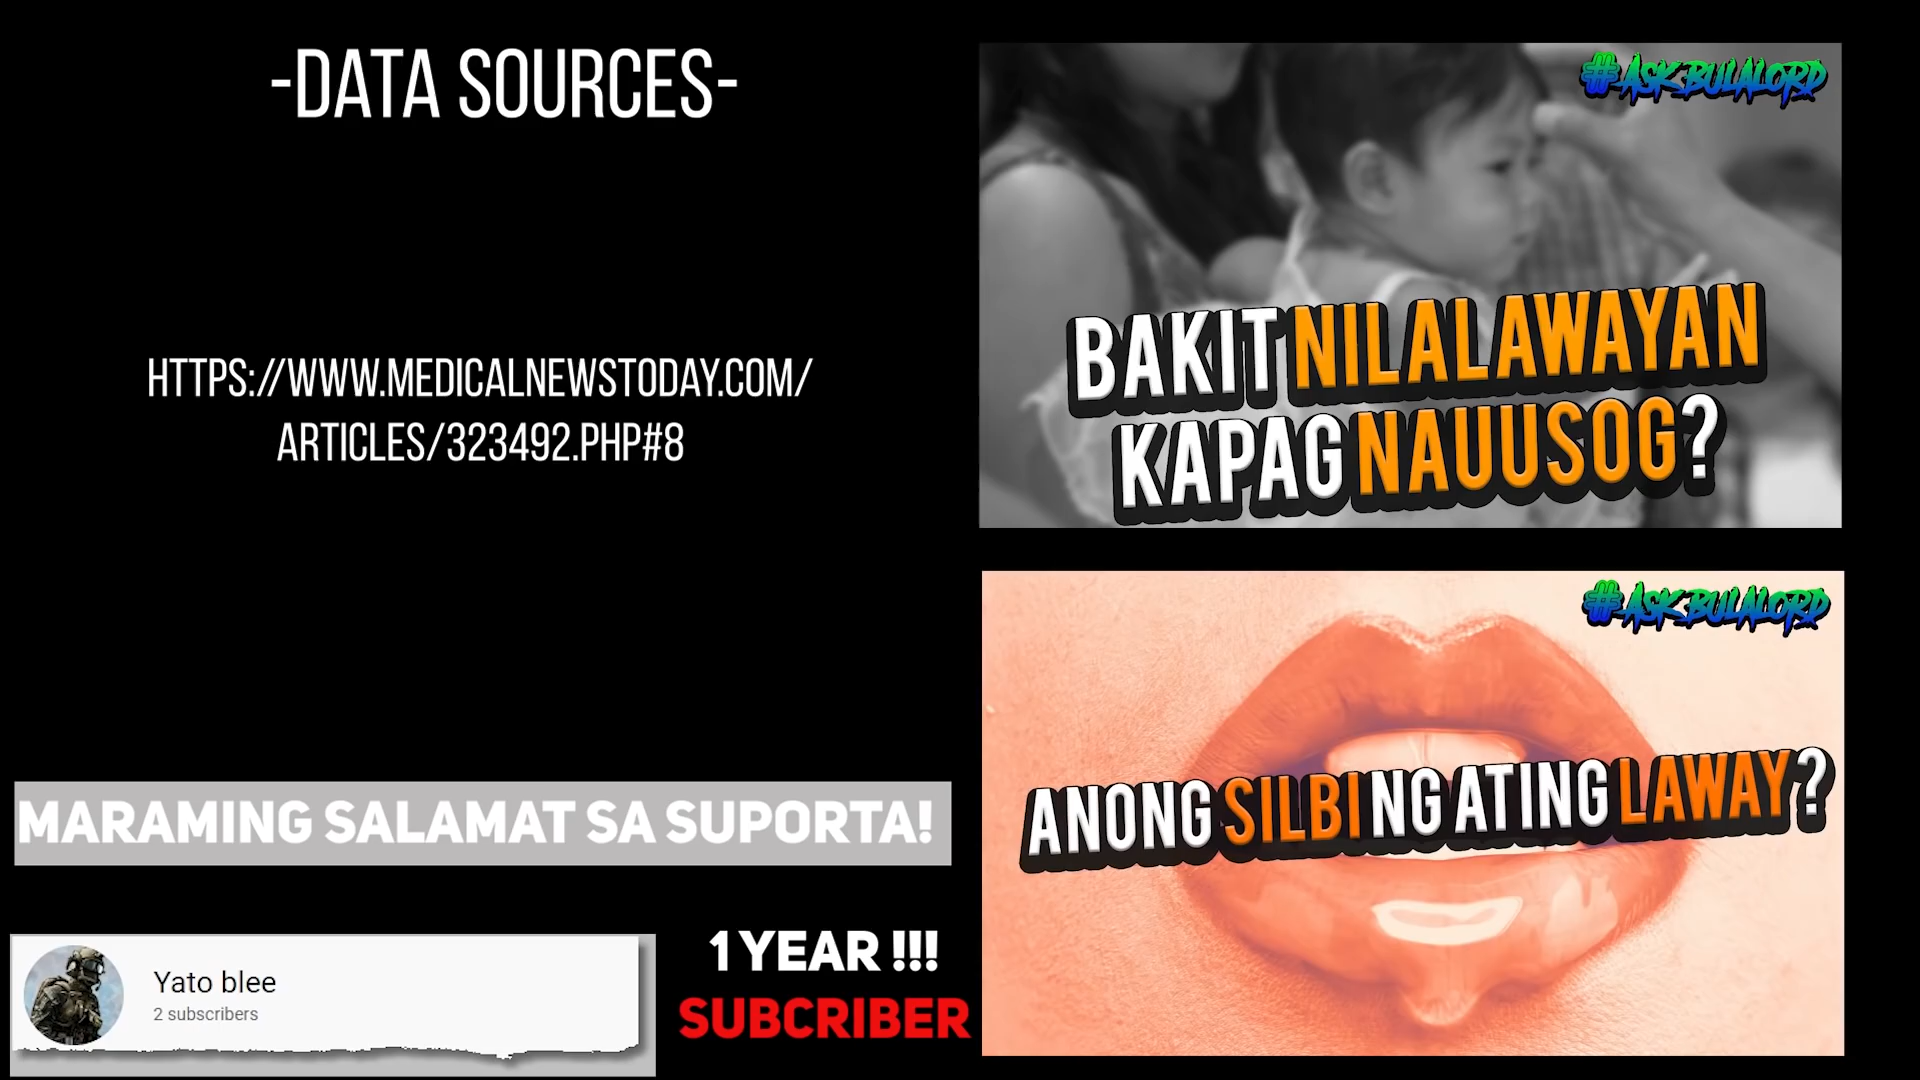 -DATA SOURCES-
HTTPS://WWW.MEDICALNEWSTODAY.COM/
ARTICLES/323492.PHP#8
MARAMING SALAMAT SA SUPORTA!
Yato blee
2 subscribers
1 YEAR !!!
SUBCRIBER
#ASKBULALORD
BAKIT NILALAWAYAN
KAPAG NAUUSOG?
#ASKBULALORD
ANONG SILBI NG ATING LAWAY?